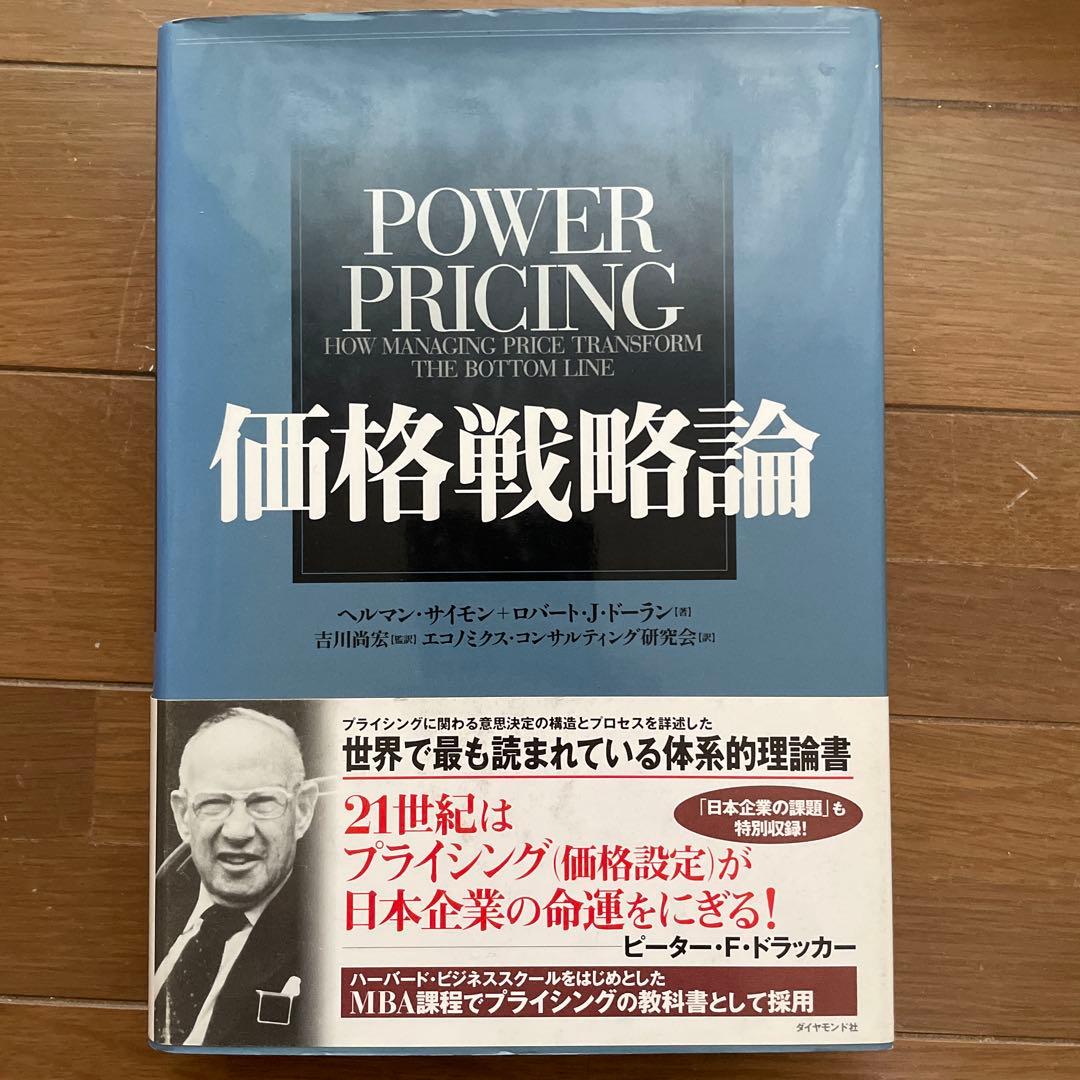 POWER
PRICING
HOW MANAGING PRICE TRANSFORM
THE BOTTOM LINE
価格戦略論
ヘルマン・サイモン+ロバート・J・ドーラン【著】
吉川尚宏【監訳】エコノミクス・コンサルティング研究会【訳】
プライシングに関わる意思決定の構造とプロセスを詳述した
世界で最も読まれている体系的理論書
「日本企業の課題」も
特別収録!
21世紀は
プライシング(価格設定)が
日本企業の命運をにぎる!
ピーター・F・ドラッカー
ハーバード・ビジネススクールをはじめとした
MBA課程でプライシングの教科書として採用
ダイヤモンド社